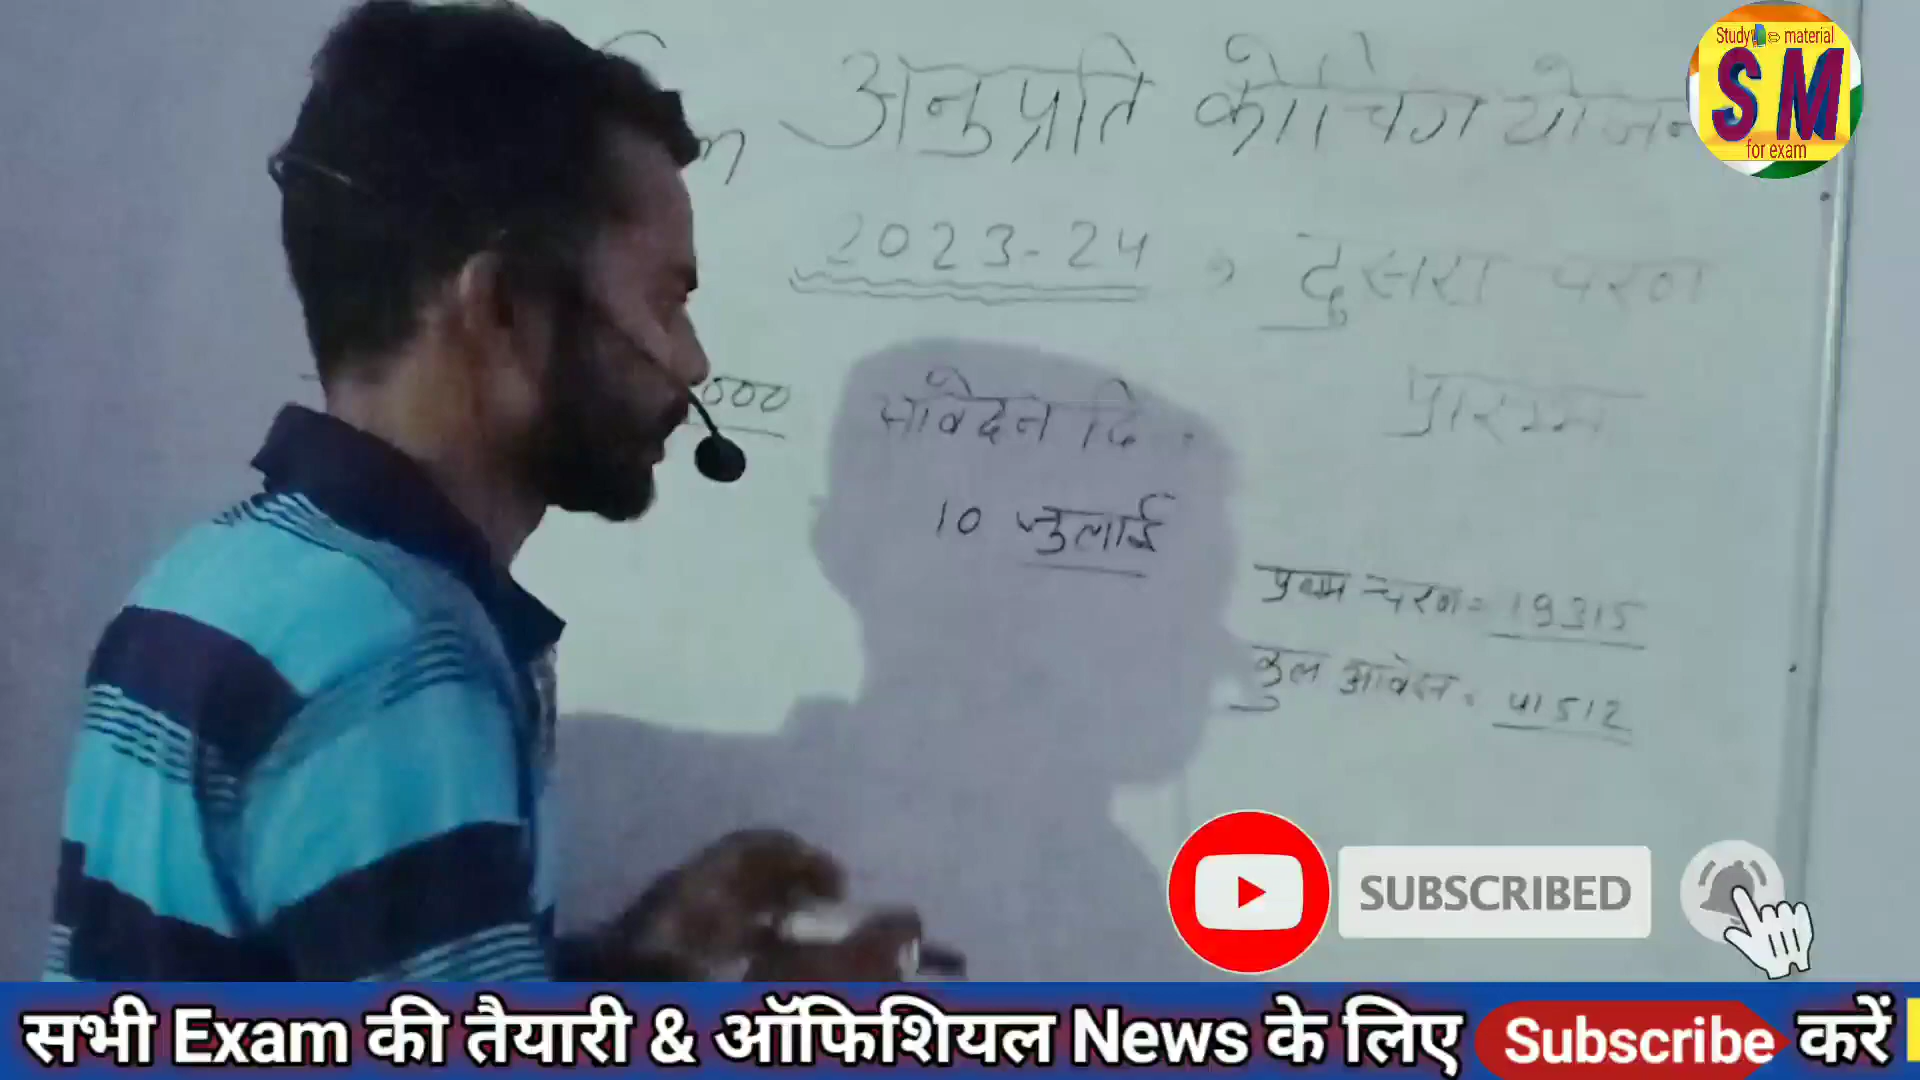 अनुप्रति कोचिंग योजन
2023-24, दुसरा चरण
प्रारम्भ
000
आवेदन दि.
10 जुलाई
प्रथम चरण = 19315
कुल आवेदन = 41512
Study material
SM
for exam
SUBSCRIBED
सभी Exam की तैयारी & ऑफिशियल News के लिए Subscribe करें